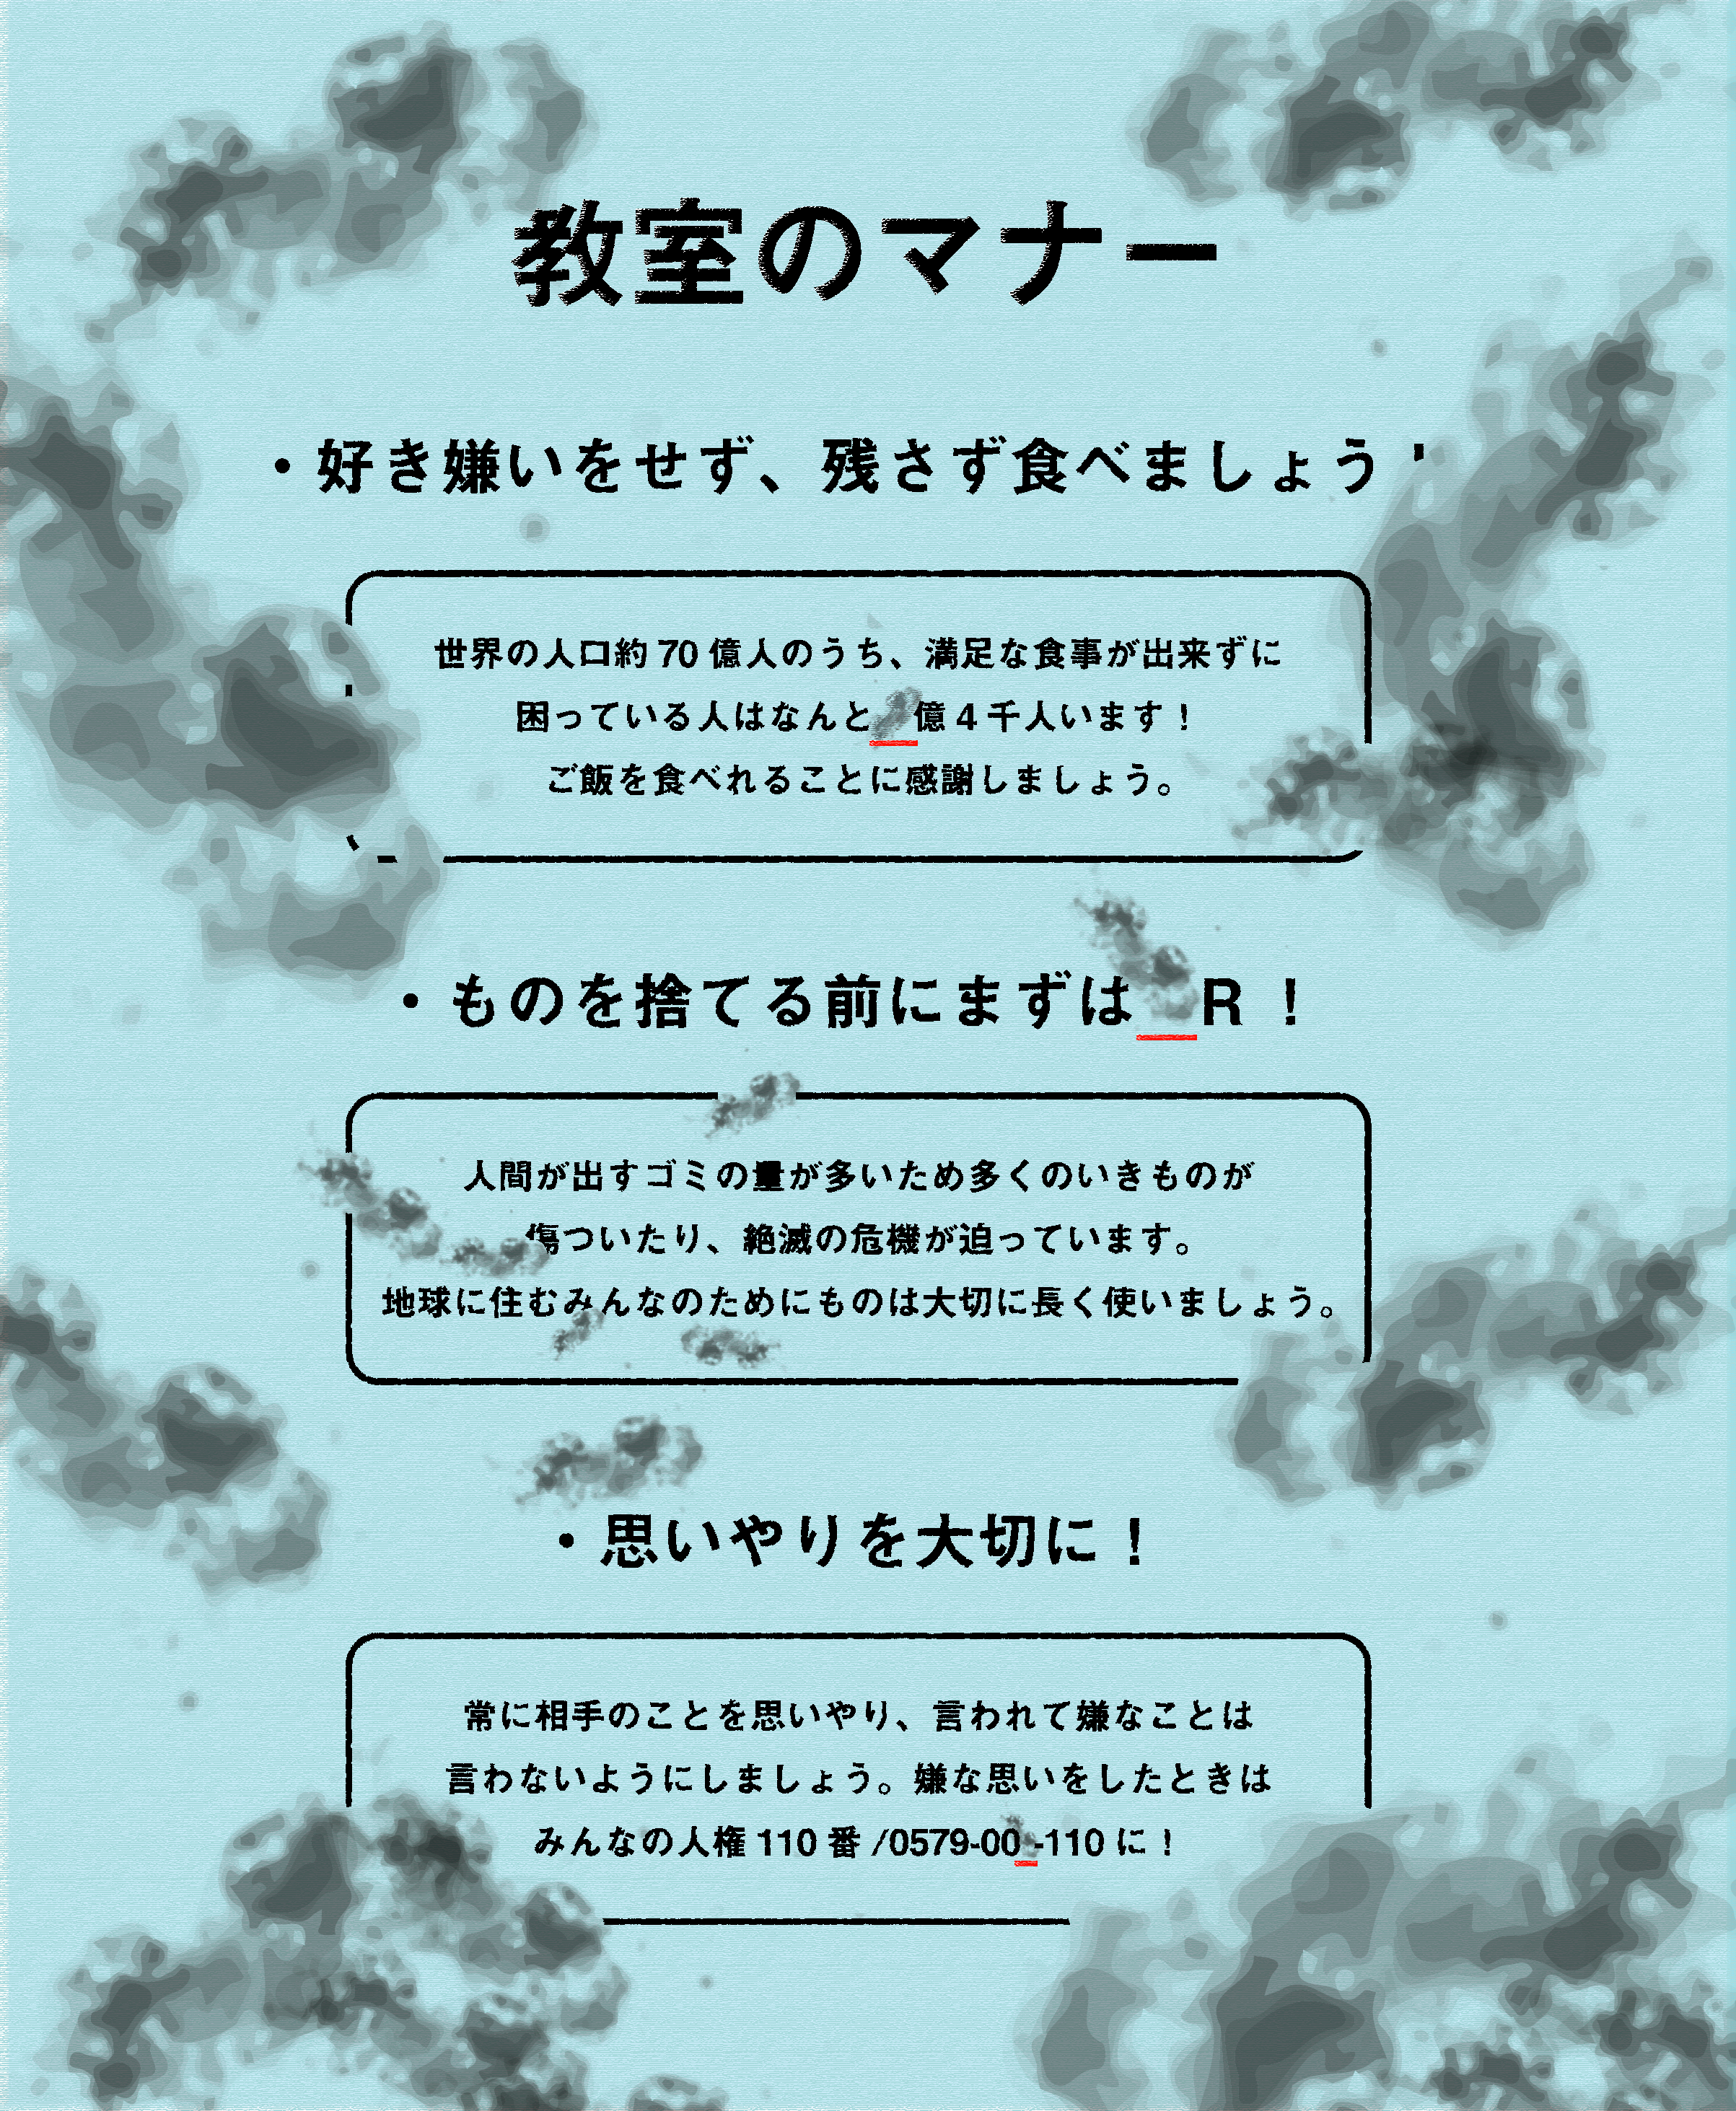 教室のマナー
・好き嫌いをせず、残さず食べましょう
世界の人口約 70 億人のうち、満足な食事が出来ずに
困っている人はなんと 億 4 千人います！
ご飯を食べれることに感謝しましょう。
・ものを捨てる前にまずは R ！
人間が出すゴミの量が多いため多くのいきものが
傷ついたり、絶滅の危機が迫っています。
地球に住むみんなのためにものは大切に長く使いましょう。
・思いやりを大切に！
常に相手のことを思いやり、言われて嫌なことは
言わないようにしましょう。嫌な思いをしたときは
みんなの人権 110 番 /0579-00 -110 に！